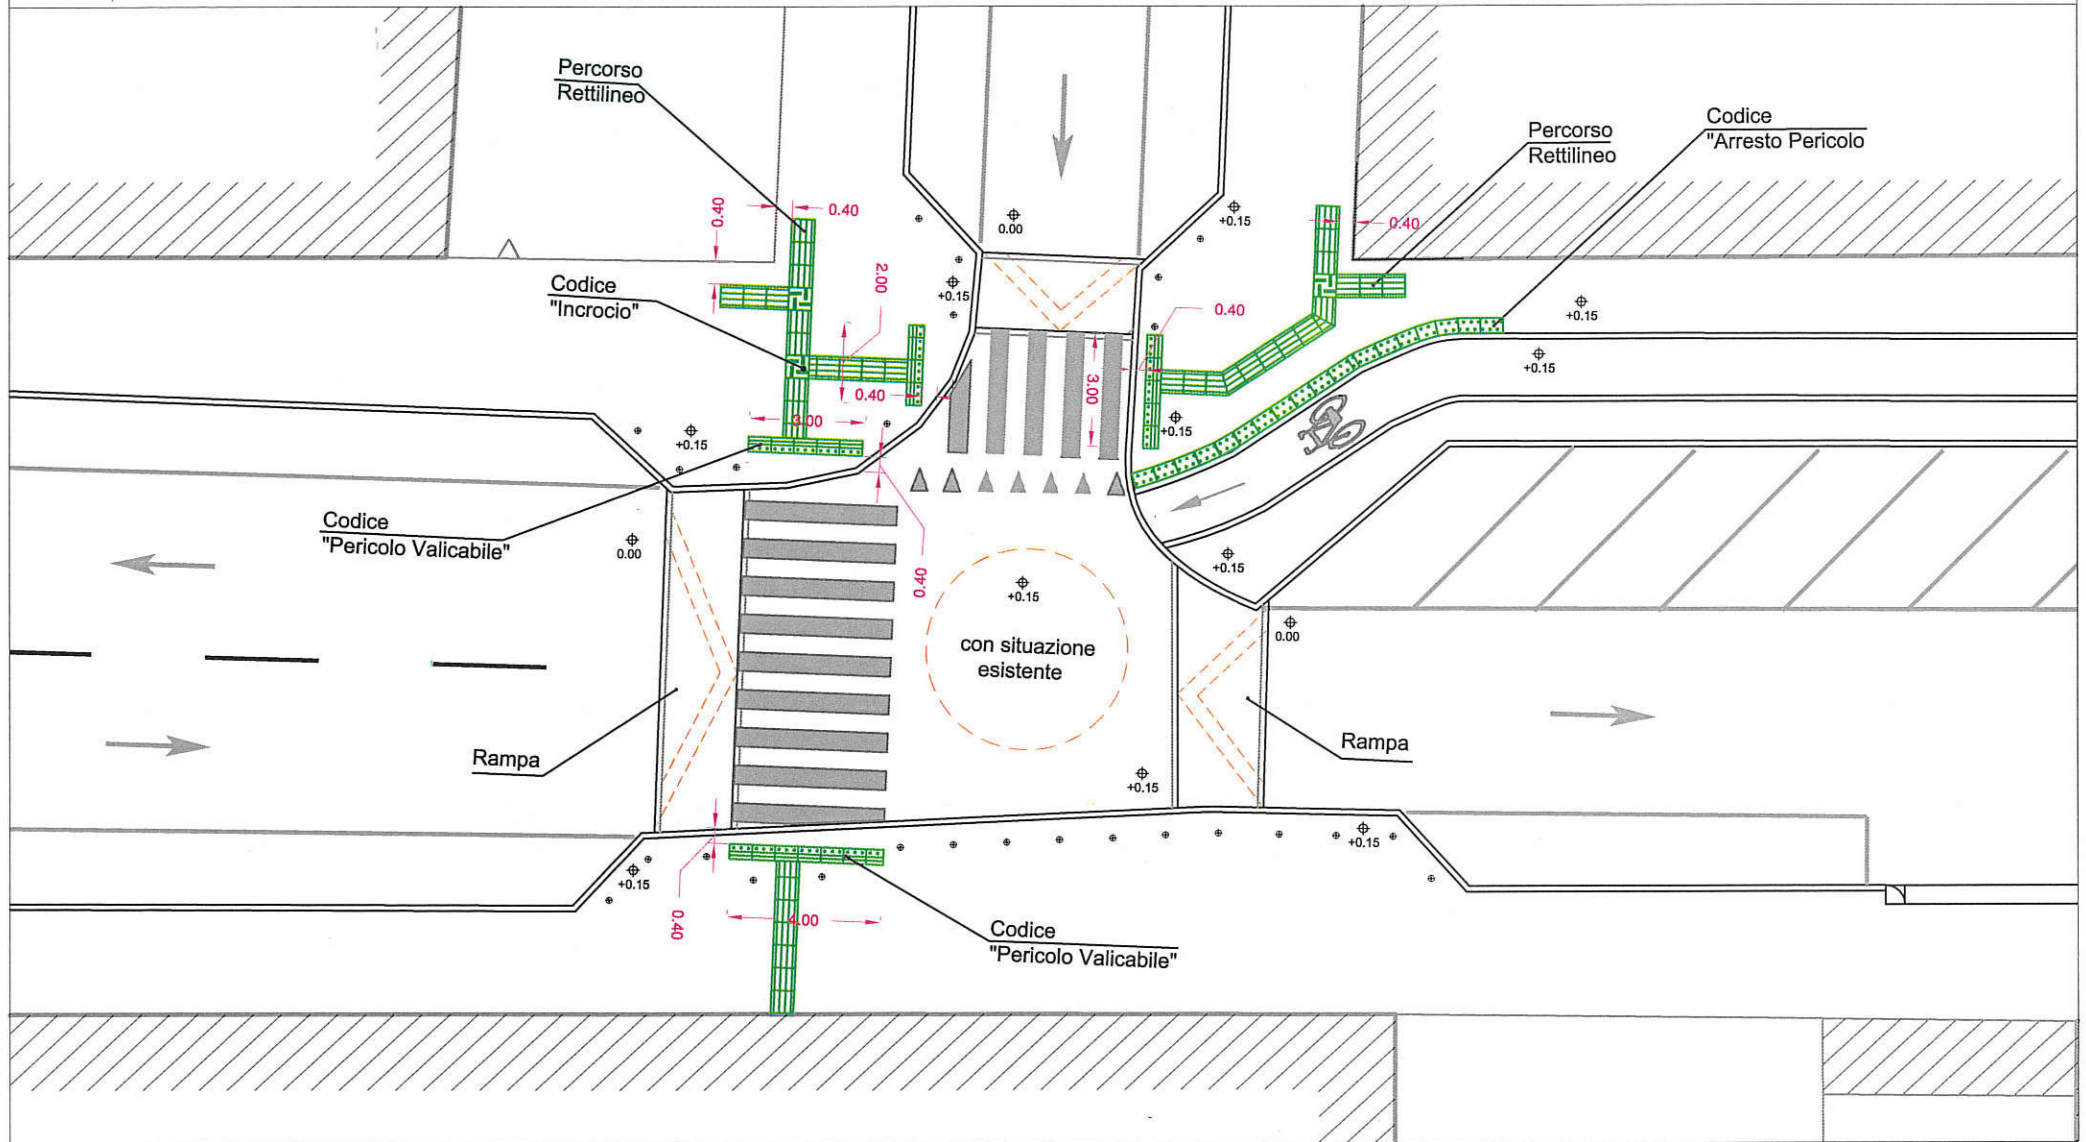 Percorso
Rettilineo
Codice
"Arresto Pericolo
Percorso
Rettilineo
0.40
0.40
0.00
+0.15
0.40
Codice
"Incrocio"
2.00
+0.15
0.40
+0.15
+0.15
3.00
0.40
3.00
+0.15
+0.15
Codice
"Pericolo Valicabile"
0.00
0.40
+0.15
+0.15
con situazione
esistente
0.00
Rampa
Rampa
+0.15
+0.15
+0.15
0.40
4.00
Codice
"Pericolo Valicabile"